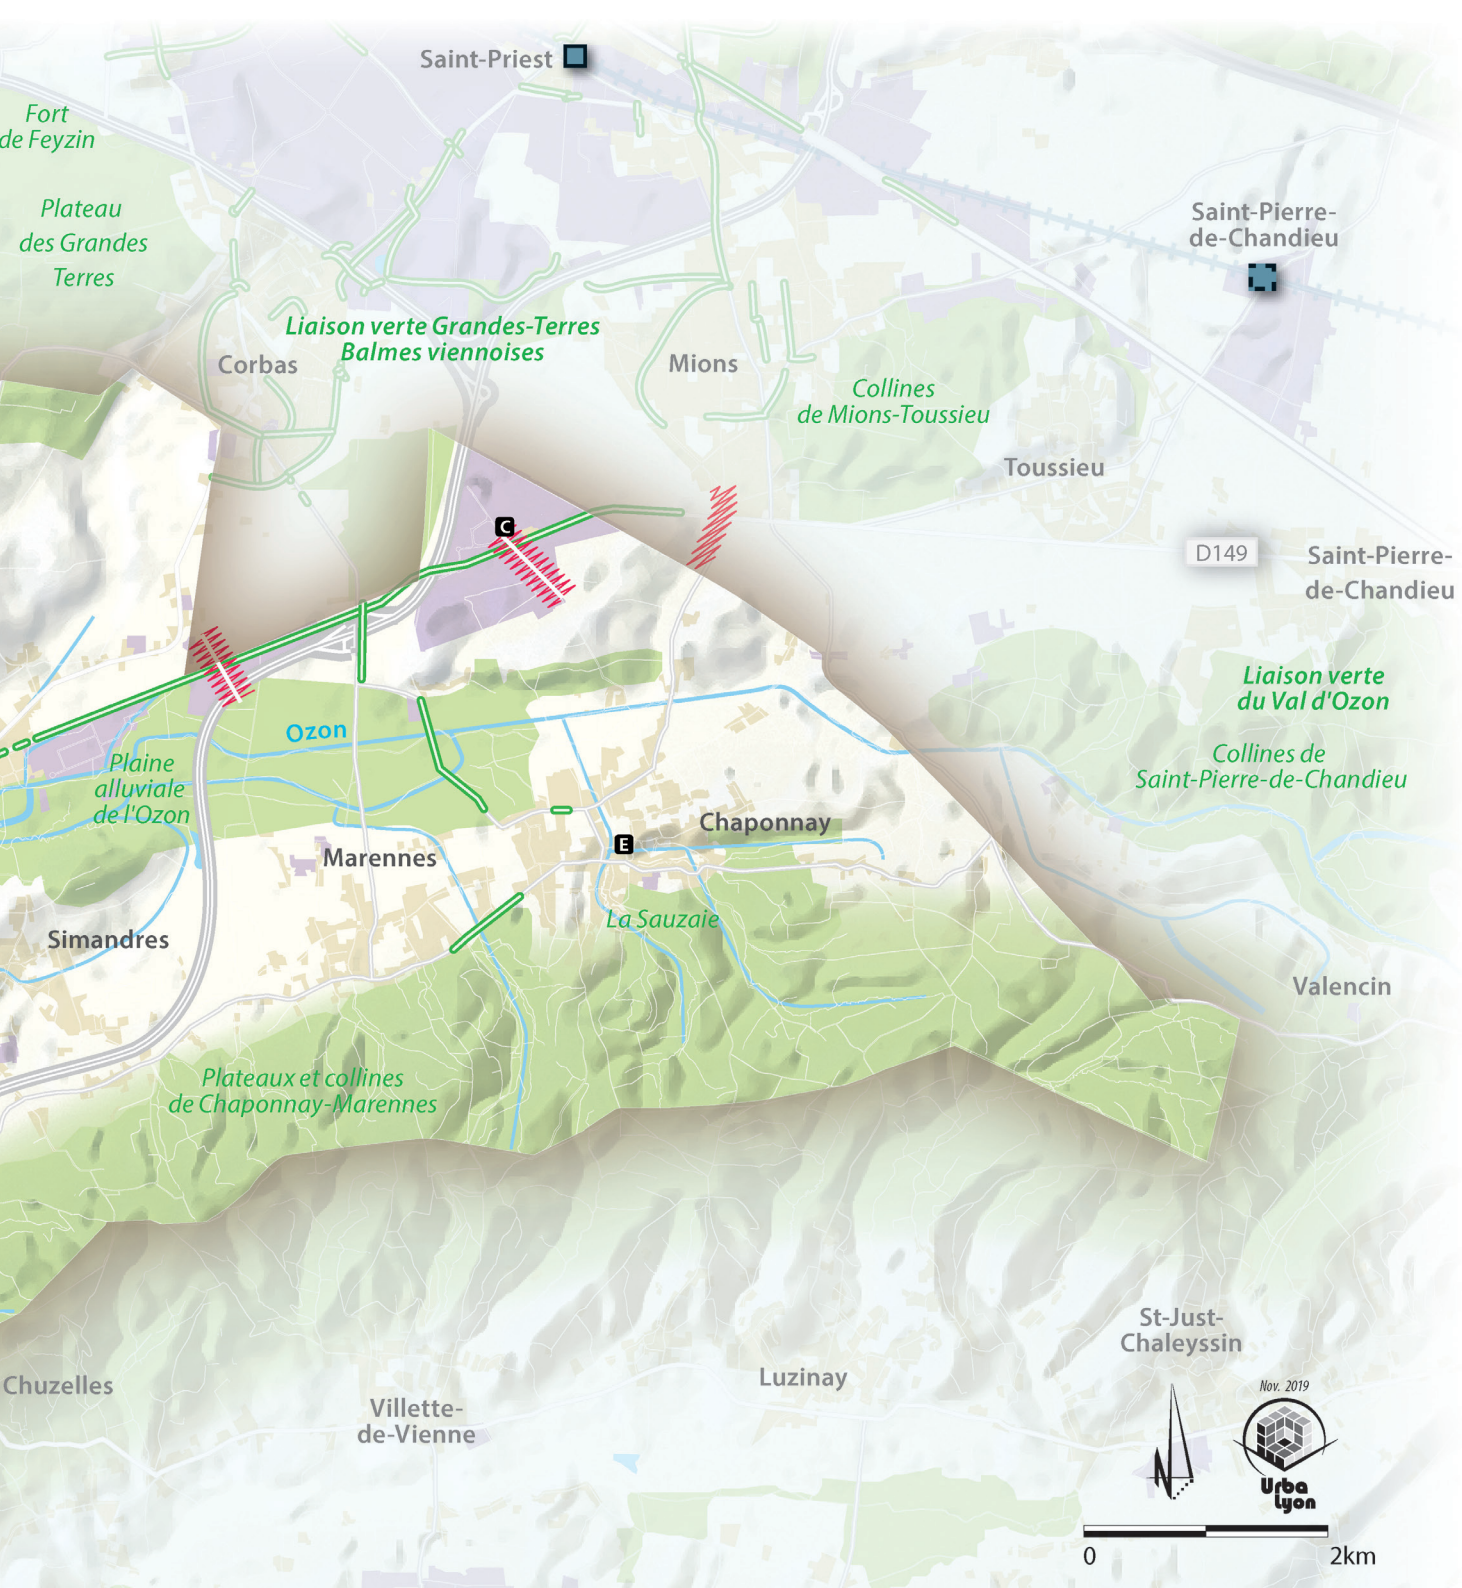 Saint-Priest
Fort
de Feyzin
Plateau
des Grandes
Terres
Saint-Pierre-
de-Chandieu
Liaison verte Grandes-Terres
Balmes viennoises
Corbas
Mions
Collines
de Mions-Toussieu
Toussieu
C
D149
Saint-Pierre-
de-Chandieu
Liaison verte
du Val d'Ozon
Ozon
Collines de
Saint-Pierre-de-Chandieu
Plaine
alluviale
de l'Ozon
Chaponnay
E
Marennes
La Sauzaie
Simandres
Valencin
Plateaux et collines
de Chaponnay-Marennes
St-Just-
Chaleyssin
Chuzelles
Luzinay
Villette-
de-Vienne
Nov. 2019
N
Urba
Lyon
0
2km